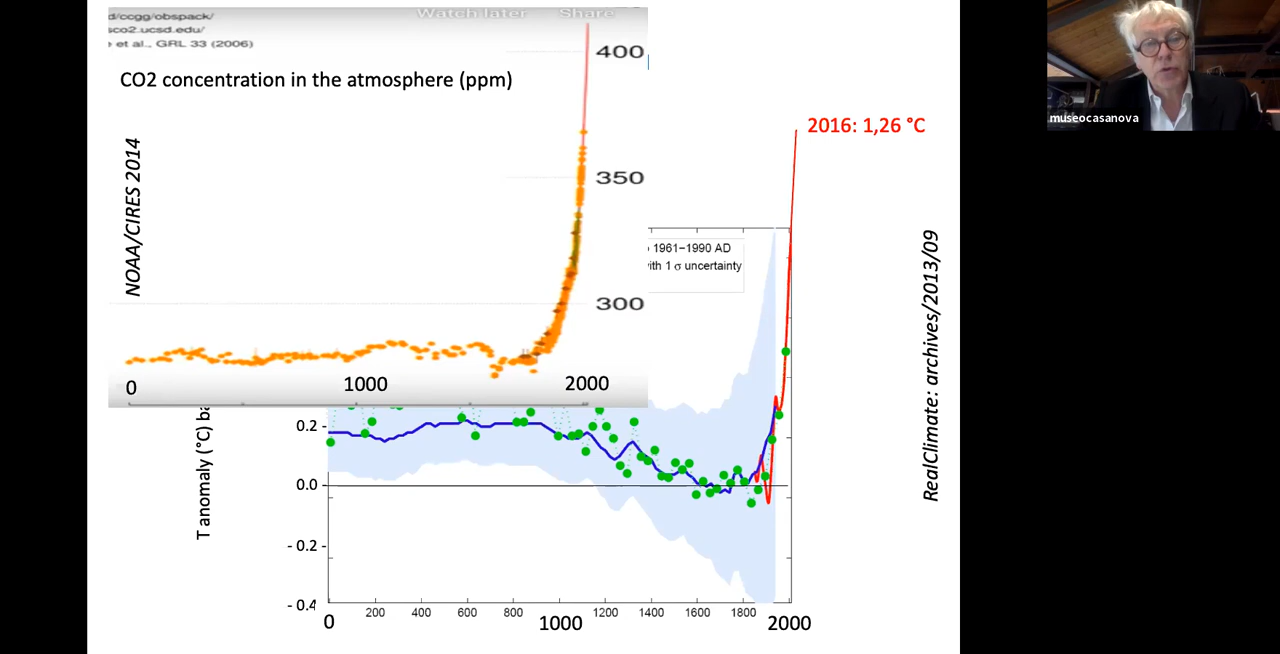 d/ccgg/obspack/
sco2.ucsd.edu/
e et al., GRL 33 (2006)
Watch later
Share
CO2 concentration in the atmosphere (ppm)
400
350
300
NOAA/CIRES 2014
0
1000
2000
2016: 1,26 °C
1961–1990 AD
ith 1 σ uncertainty
RealClimate: archives/2013/09
T anomaly (°C) ba
0.2
0.0
- 0.2
- 0.4
200
400
600
800
1200
1400
1600
1800
0
1000
2000
museocasanova